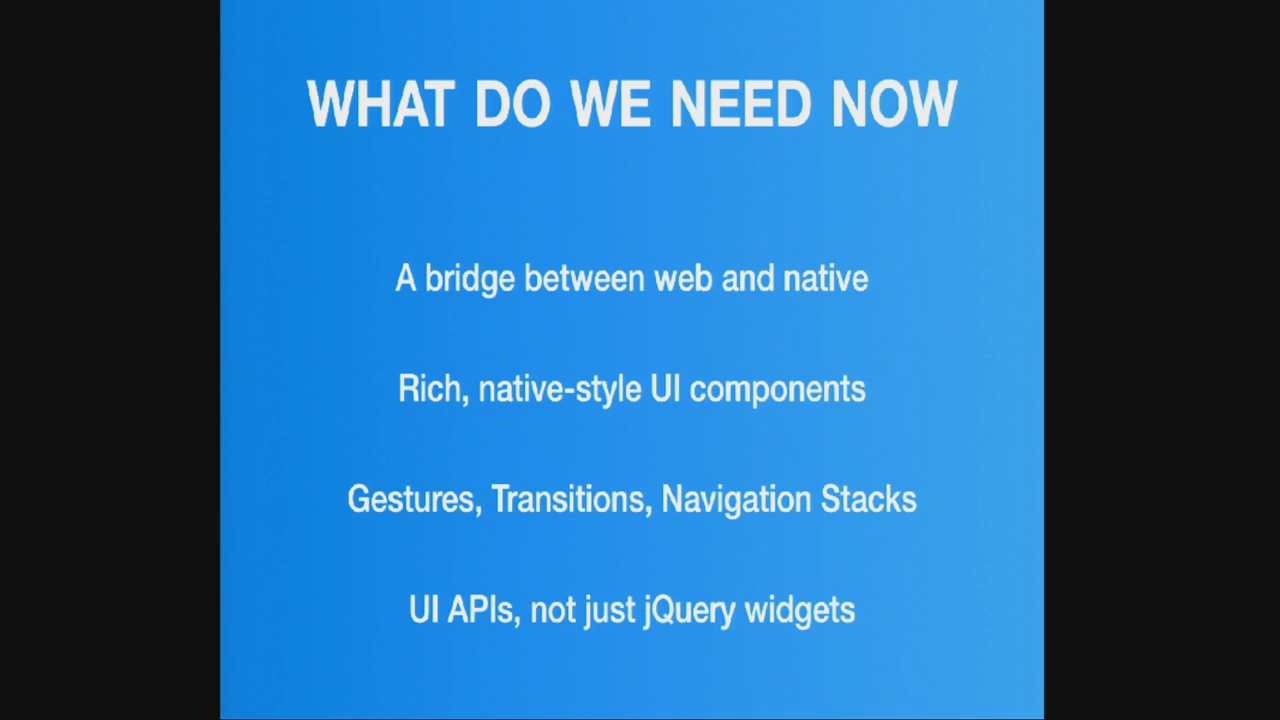 WHAT DO WE NEED NOW
A bridge between web and native
Rich, native-style UI components
Gestures, Transitions, Navigation Stacks
UI APIs, not just jQuery widgets